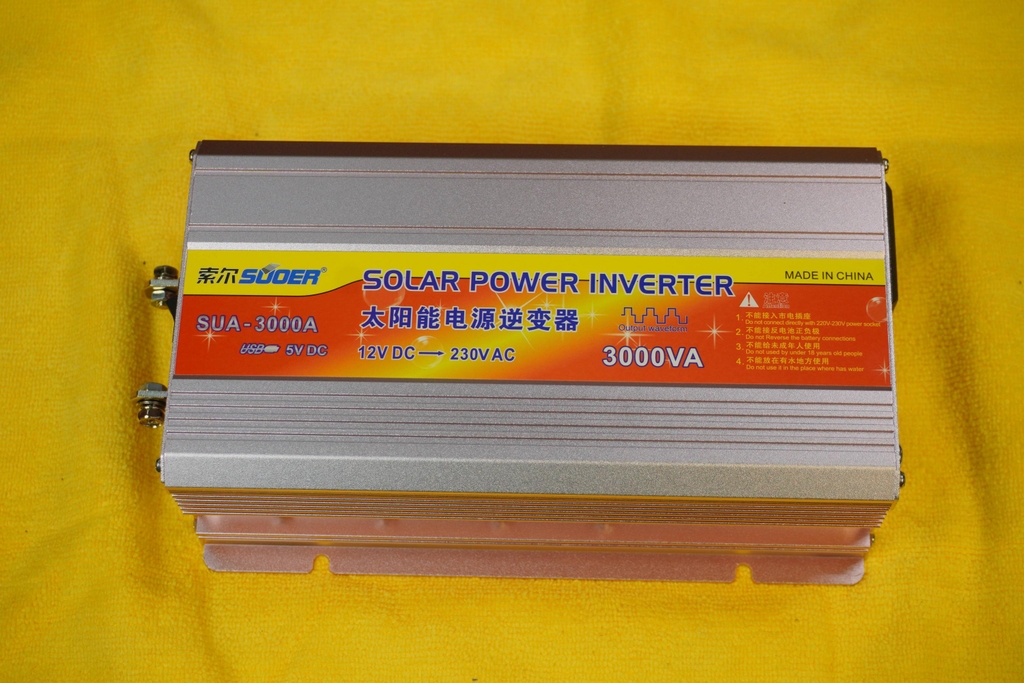 索尔 SUOER®
SOLAR POWER INVERTER
MADE IN CHINA
SUA-3000A
太阳能电源逆变器
Output waveform
USB 5V DC
12V DC → 230V AC
3000VA
注意
1 不能接入市电插座
Do not connect directly with 220V-230V power socket
2 不能接反电池正负极
Do not Reverse the battery connections
3 不能给未成年人使用
Do not used by under 18 years old people
4 不能放在有水地方使用
Do not use it in the place where has water